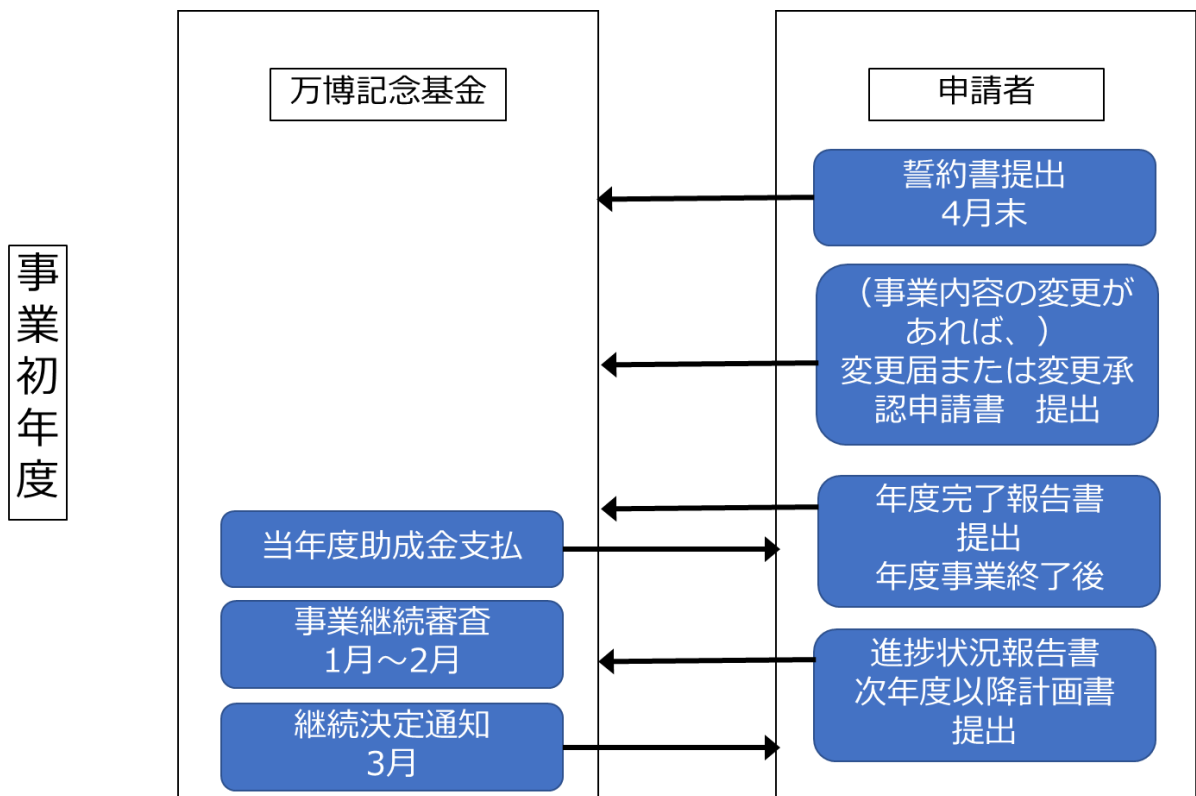 万博記念基金
申請者
事業初年度
誓約書提出
4月末
（事業内容の変更が
あれば、）
変更届または変更承
認申請書　提出
年度完了報告書
提出
年度事業終了後
当年度助成金支払
事業継続審査
1月～2月
進捗状況報告書
次年度以降計画書
提出
継続決定通知
3月